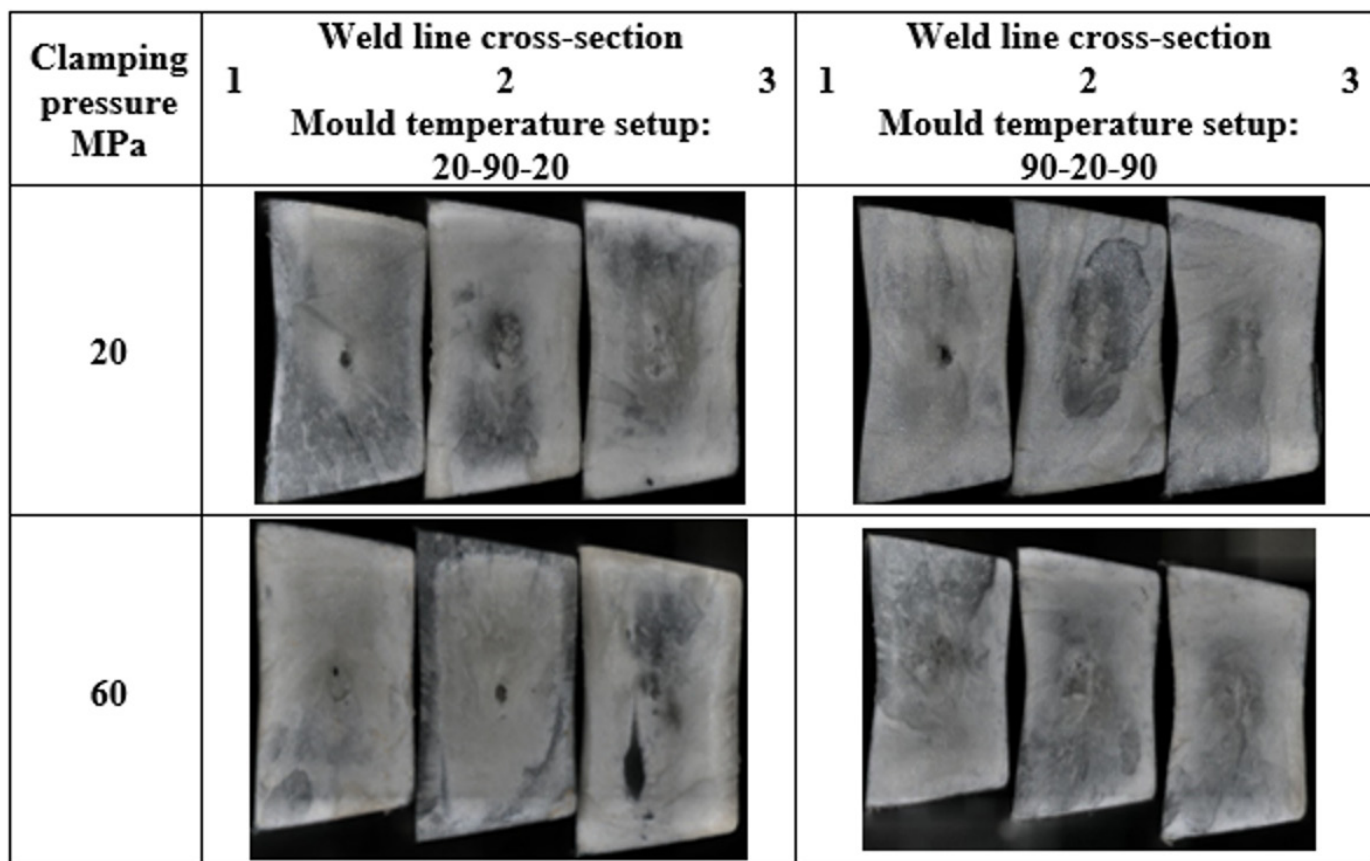 Clamping
pressure
MPa
Weld line cross-section
1 2 3
Mould temperature setup:
20-90-20
Weld line cross-section
1 2 3
Mould temperature setup:
90-20-90
20
60